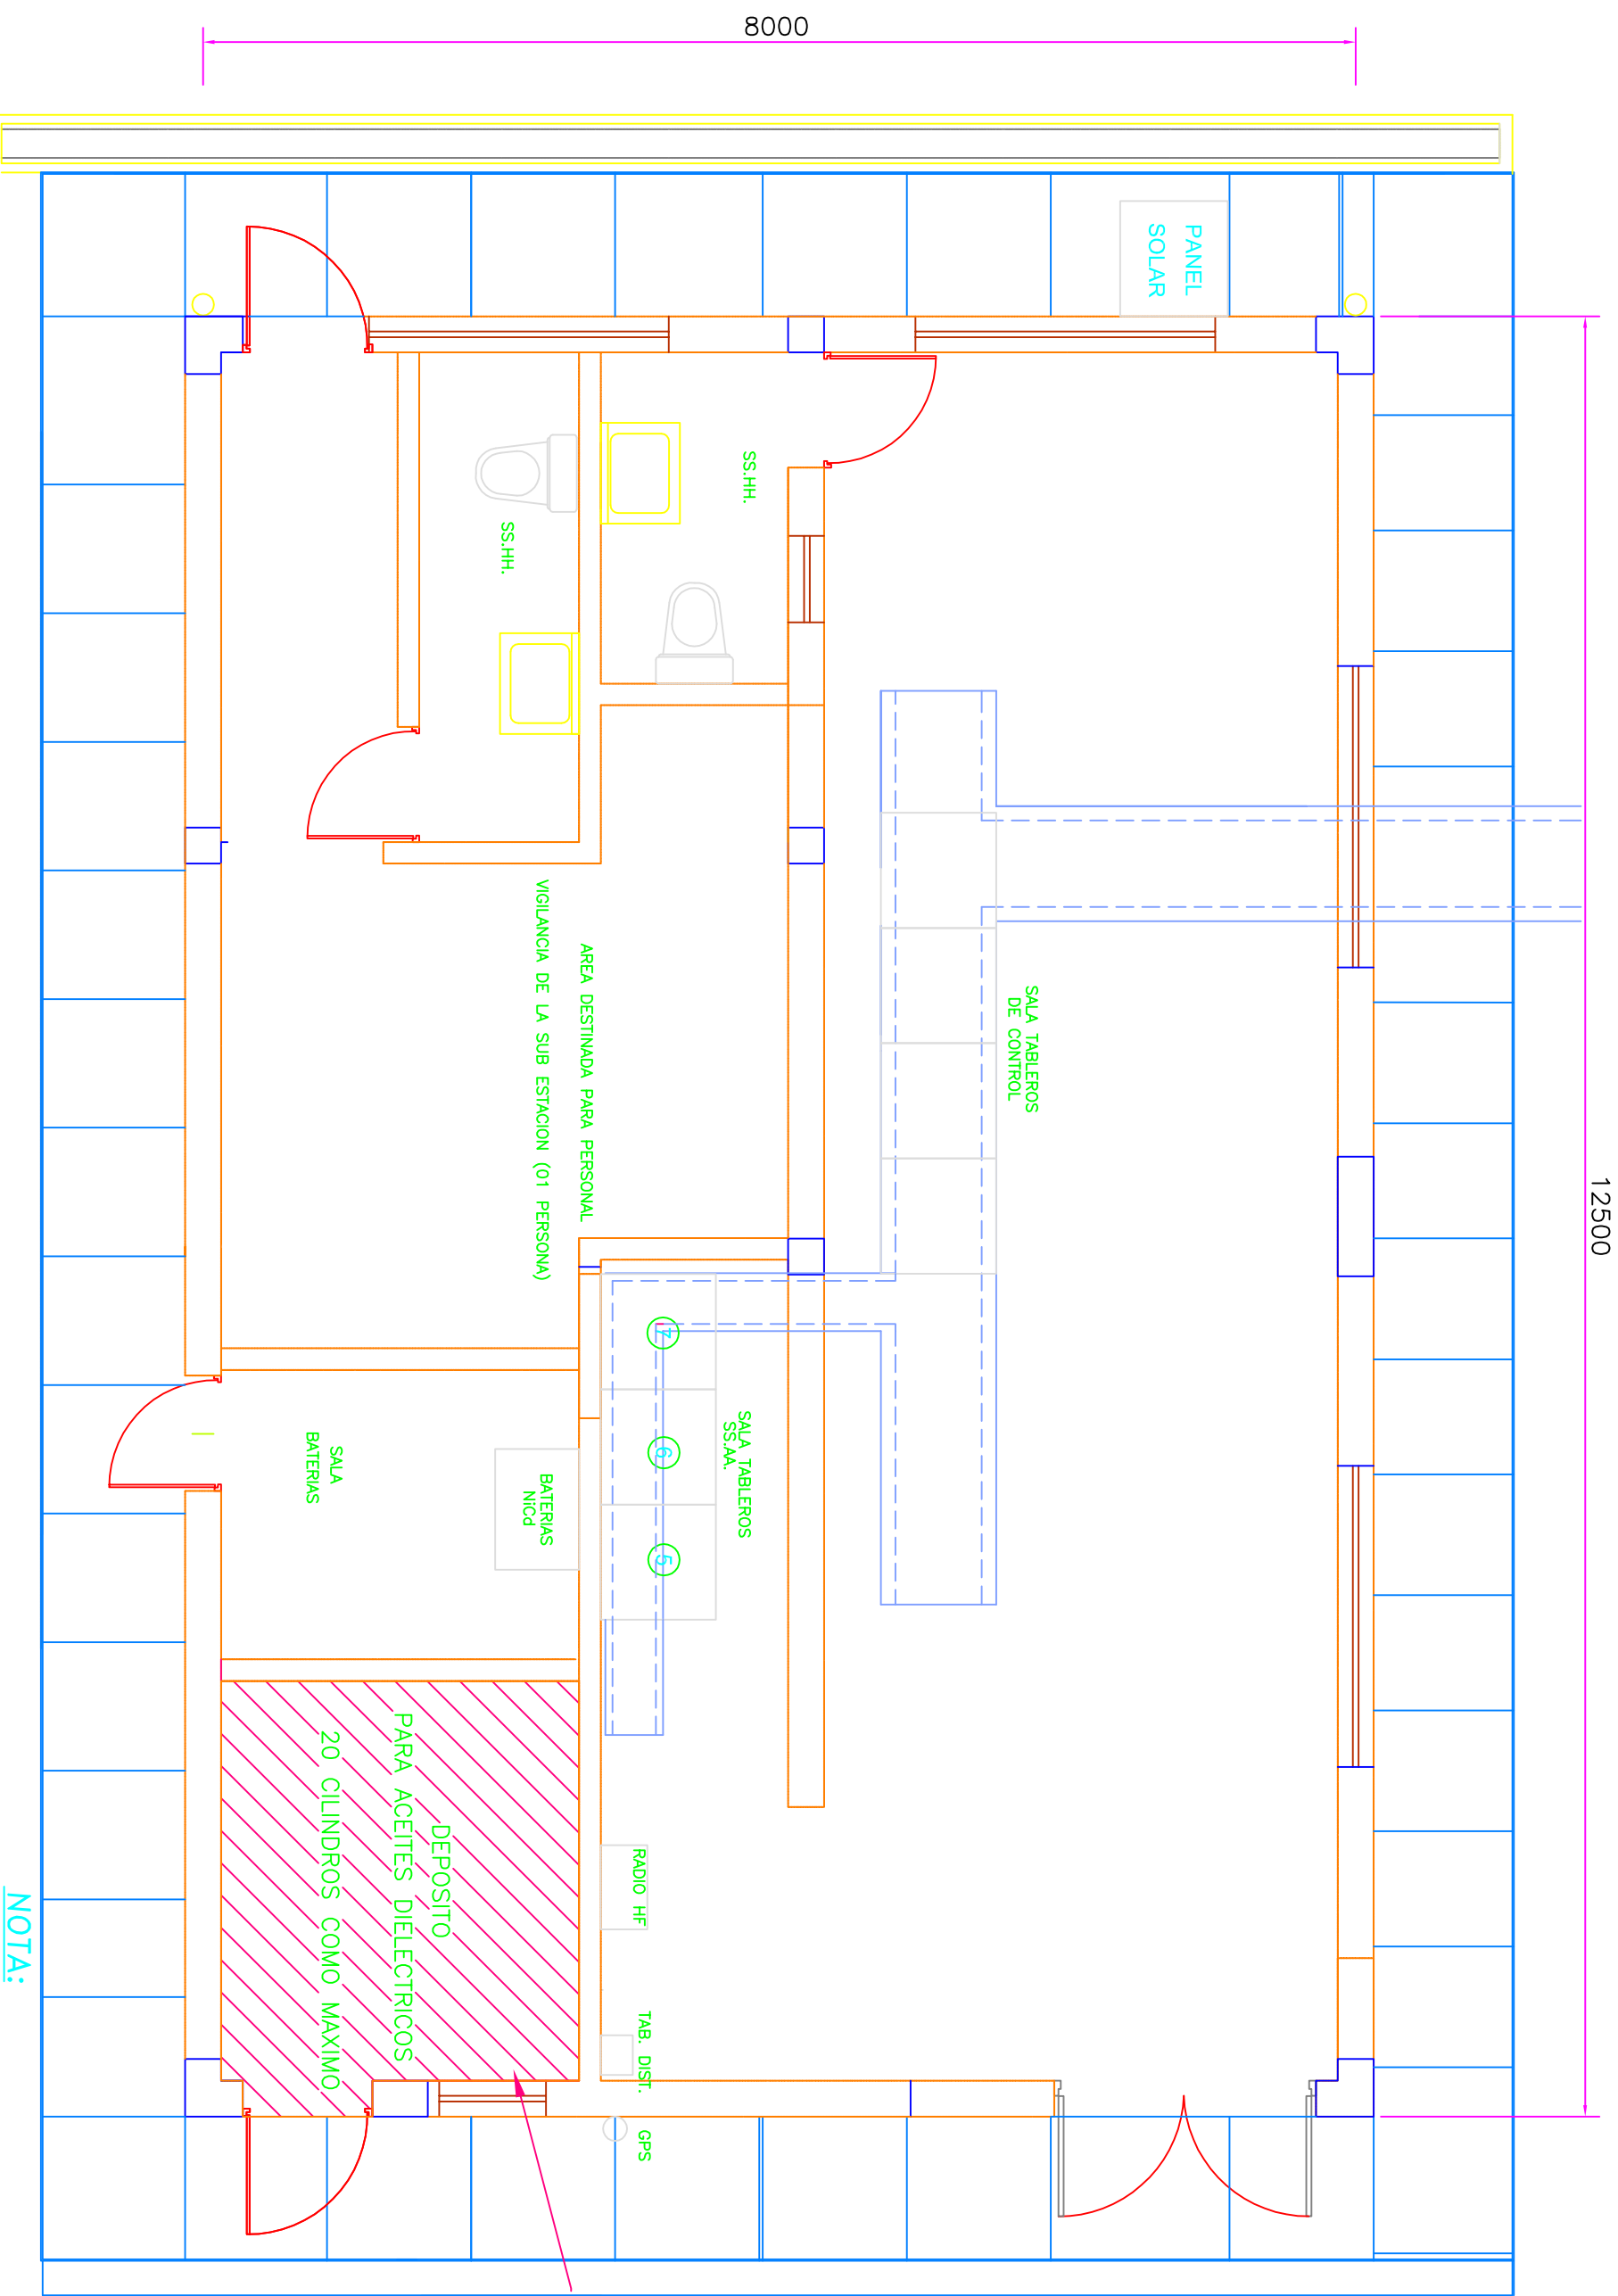 8000
12500
PANEL
SOLAR
SS.HH.
SS.HH.
SALA TABLEROS
DE CONTROL
AREA DESTINADA PARA PERSONAL
VIGILANCIA DE LA SUB ESTACION (01 PERSONA)
7
6
5
SALA TABLEROS
SS.AA.
SALA
BATERIAS
BATERIAS
NiCd
DEPOSITO
PARA ACEITES DIELECTRICOS
20 CILINDROS COMO MAXIMO
RADIO HF
TAB. DIST.
GPS
NOTA: